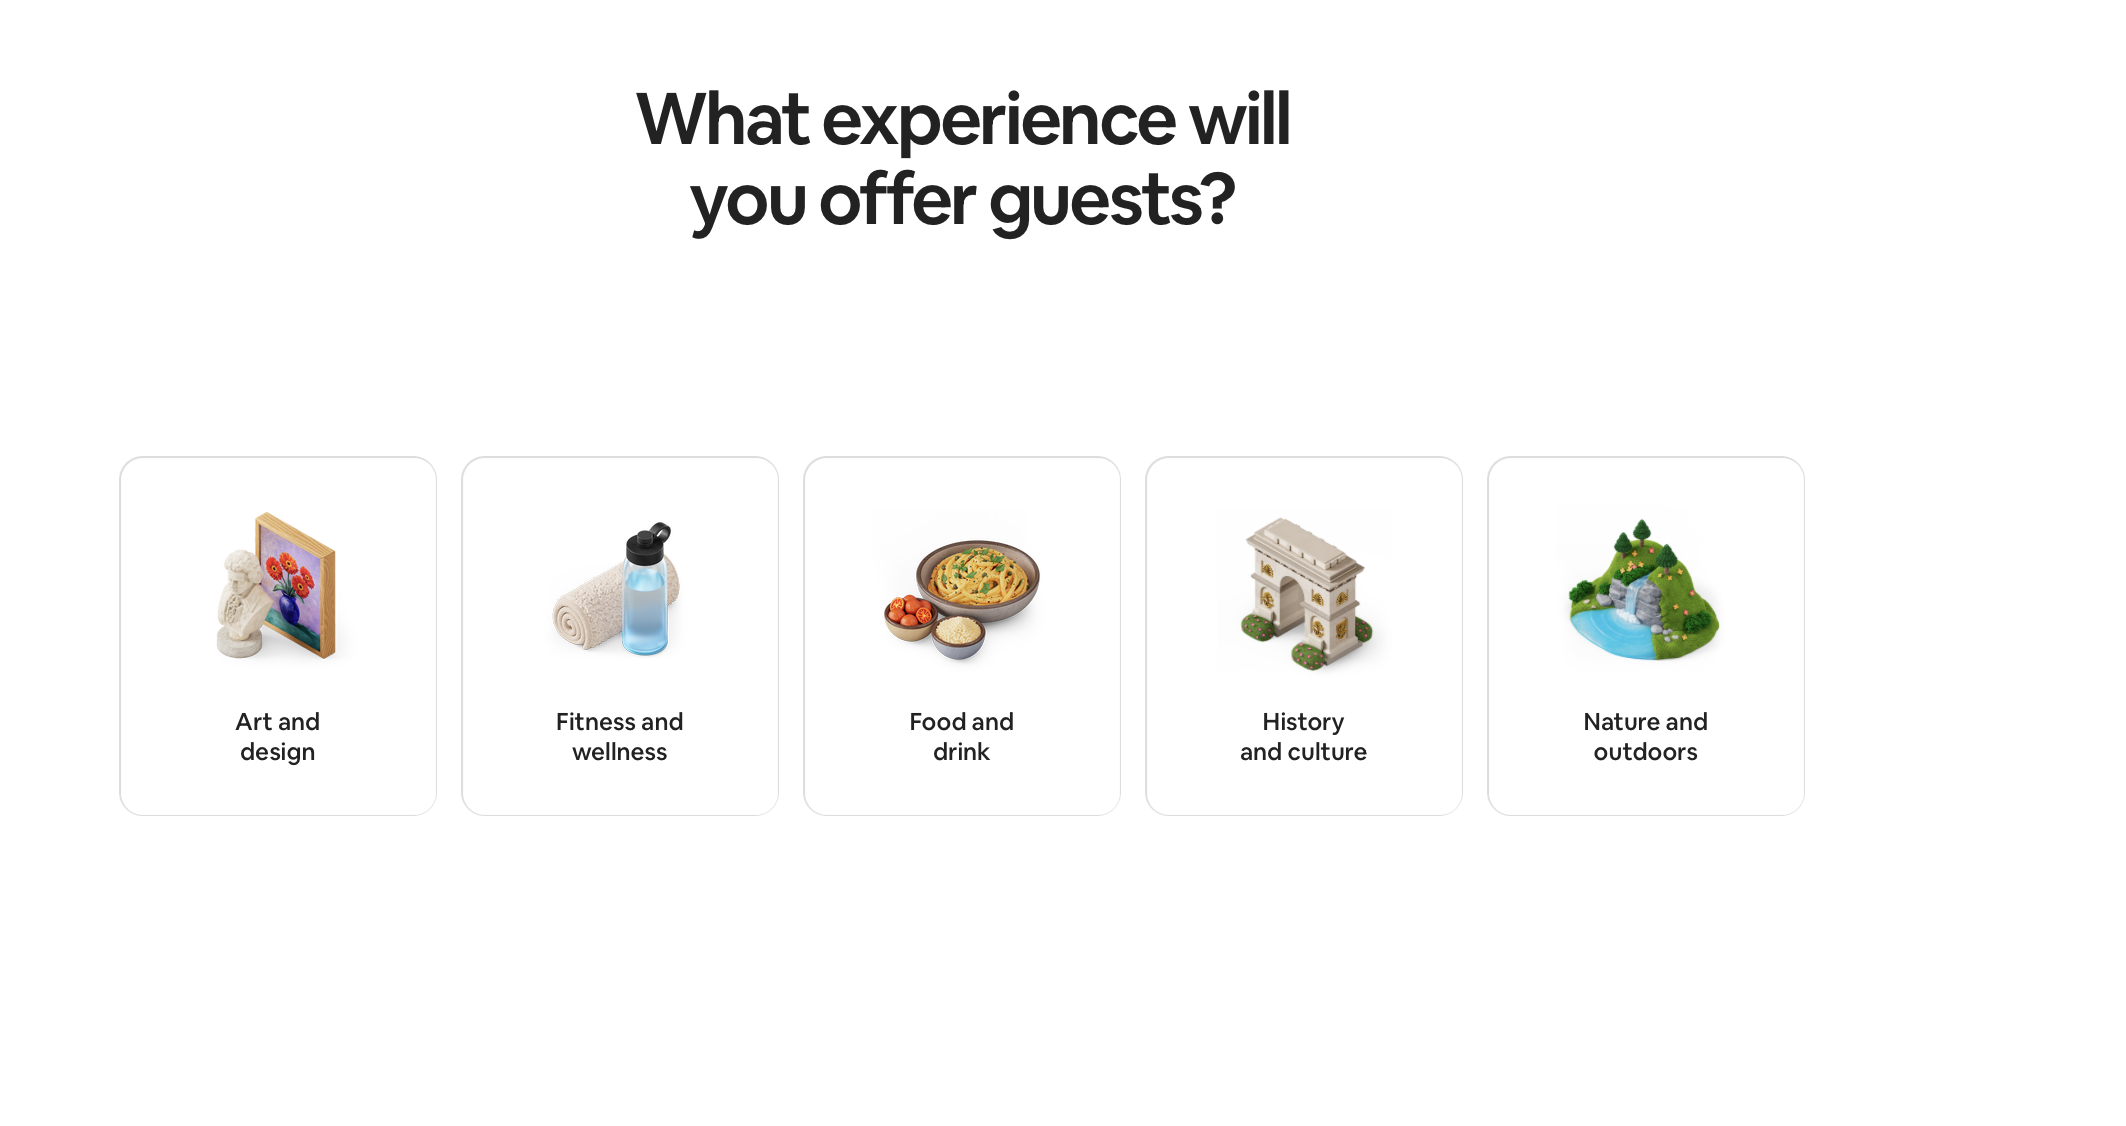 What experience will
you offer guests?
Art and
design
Fitness and
wellness
Food and
drink
History
and culture
Nature and
outdoors